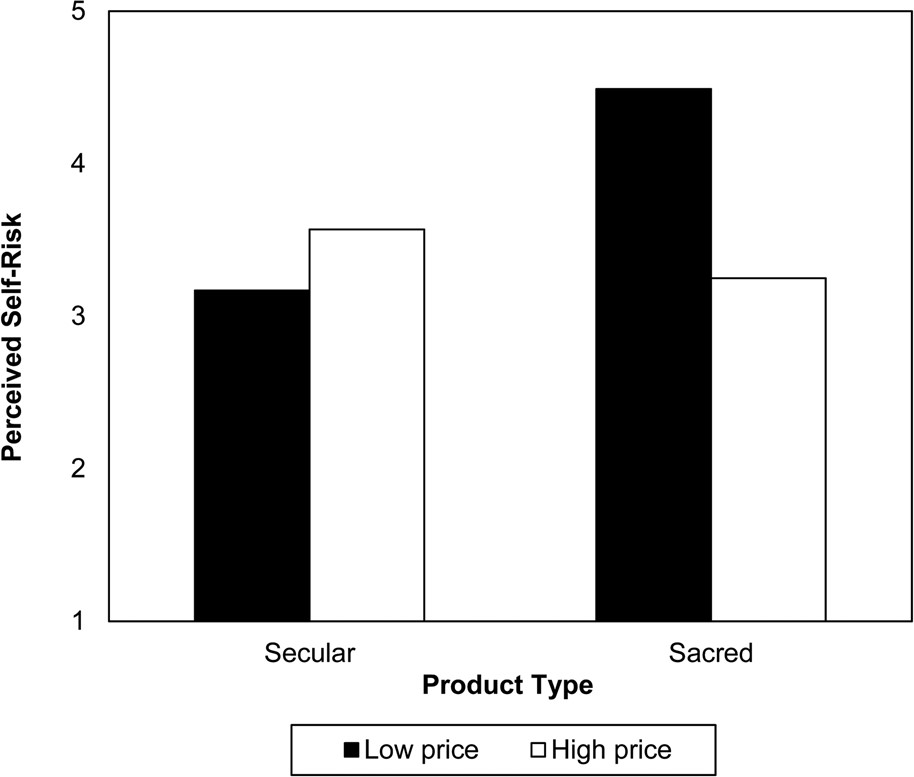 5
4
3
2
1
Perceived Self-Risk
Secular Sacred
Product Type
Low price High price